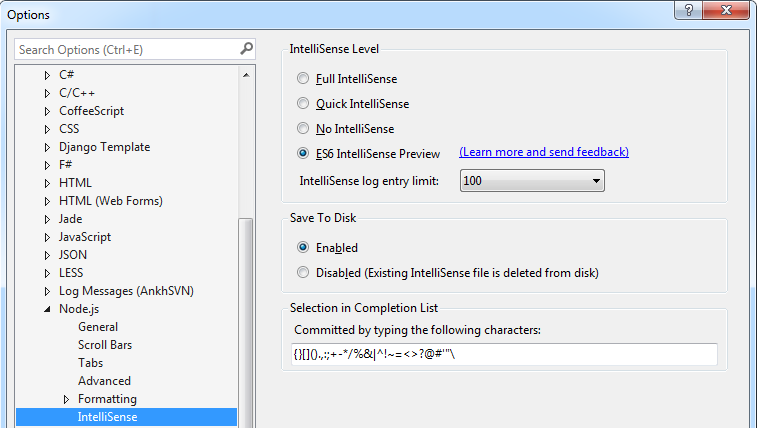 Options
Search Options (Ctrl+E)
C#
C/C++
CoffeeScript
CSS
Django Template
F#
HTML
HTML (Web Forms)
Jade
JavaScript
JSON
LESS
Log Messages (AnkhSVN)
Node.js
General
Scroll Bars
Tabs
Advanced
Formatting
IntelliSense
IntelliSense Level
Full IntelliSense
Quick IntelliSense
No IntelliSense
ES6 IntelliSense Preview (Learn more and send feedback)
IntelliSense log entry limit: 100
Save To Disk
Enabled
Disabled (Existing IntelliSense file is deleted from disk)
Selection in Completion List
Committed by typing the following characters:
{}[]().,:;+-*/%&|^!~=<>?@#'"\